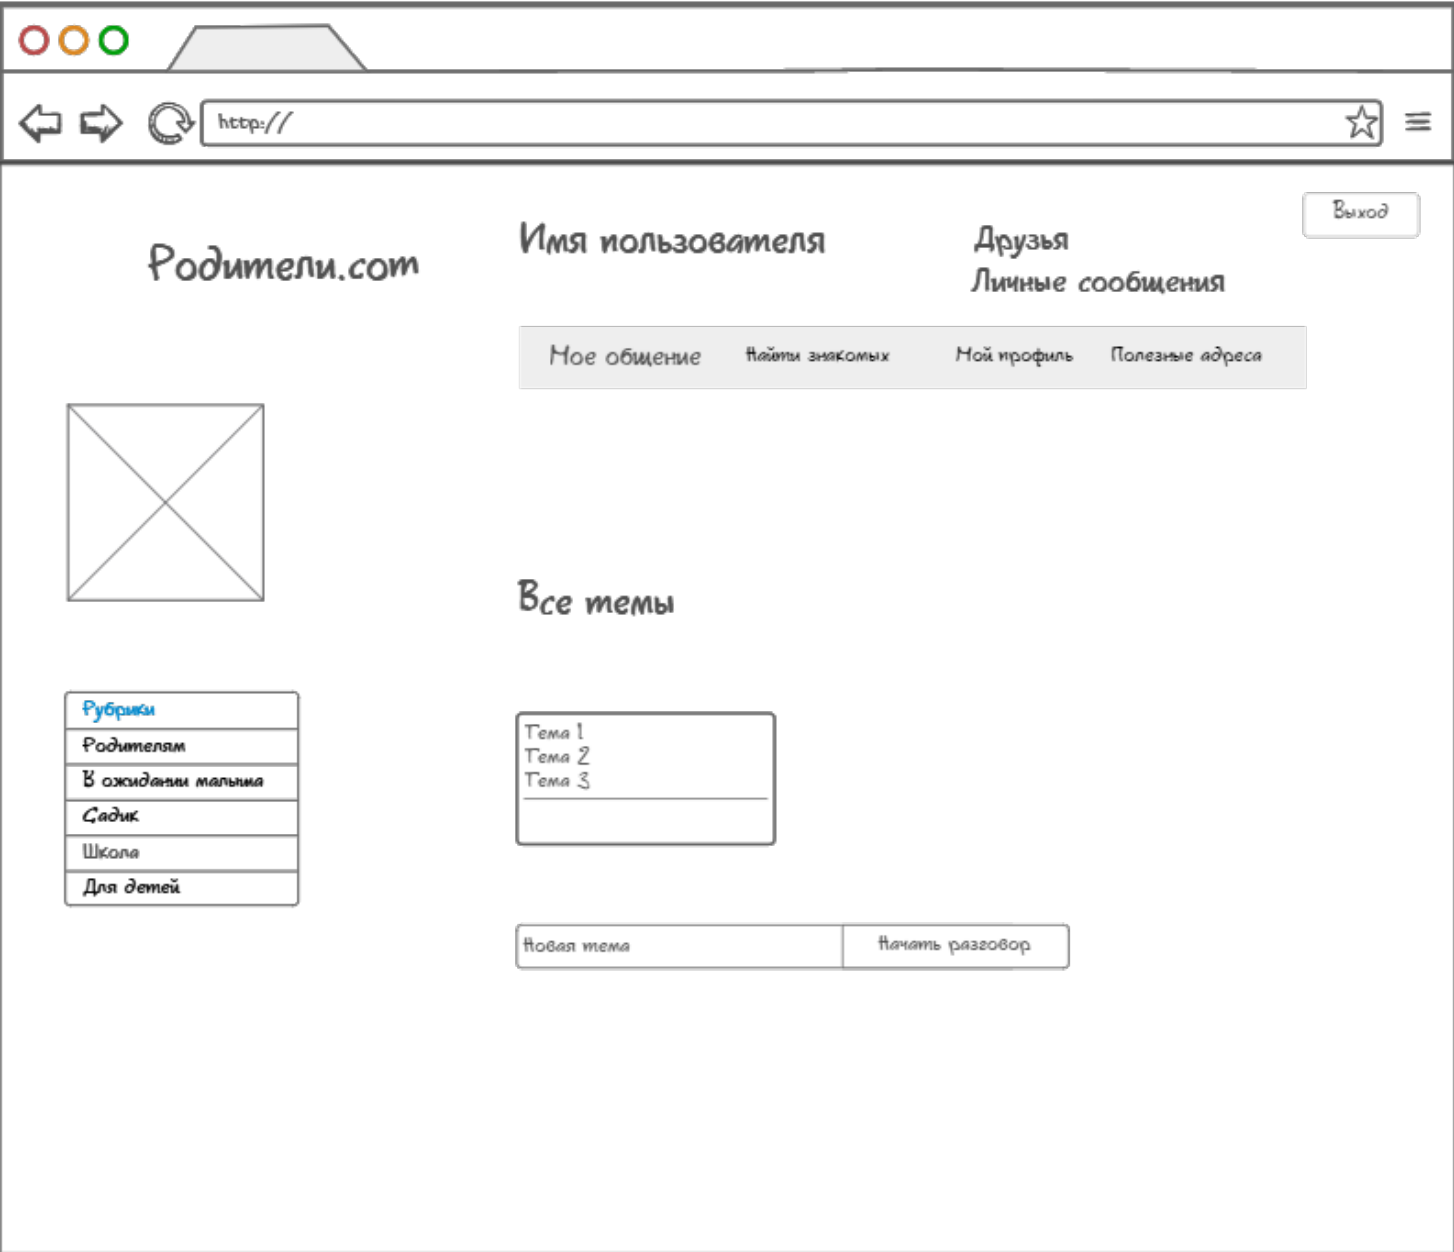 http://
Выход
Родители.com
Имя пользователя
Друзья
Личные сообщения
Мое общение Найти знакомых Мой профиль Полезные адреса
Все темы
Рубрики
Родителям
В ожидании малыша
Садик
Школа
Для детей
Тема 1
Тема 2
Тема 3
Новая тема Начать разговор